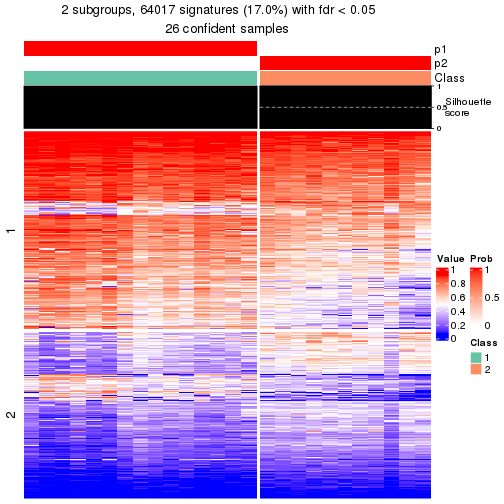 2 subgroups, 64017 signatures (17.0%) with fdr < 0.05
26 confident samples
p1
p2
Class
1
0.5
0
Silhouette
score
1
2
Value
1
0.8
0.6
0.4
0.2
0
Prob
1
0.5
0
Class
1
2